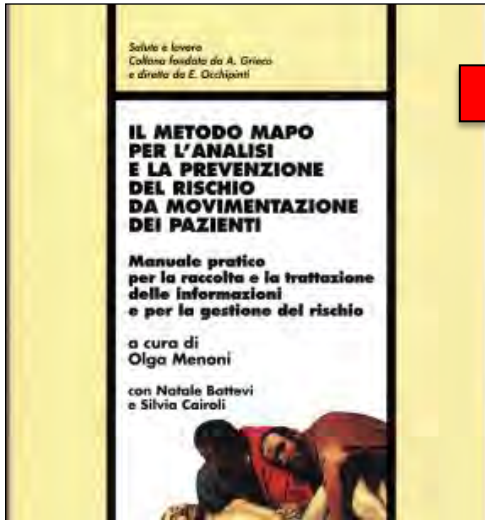 Salute e lavoro
Collana fondata da A. Grieco
e diretta da E. Occhipinti
IL METODO MAPO
PER L'ANALISI
E LA PREVENZIONE
DEL RISCHIO
DA MOVIMENTAZIONE
DEI PAZIENTI
Manuale pratico
per la raccolta e la trattazione
delle informazioni
e per la gestione del rischio
a cura di
Olga Menoni
con Natale Battevi
e Silvia Cairoli